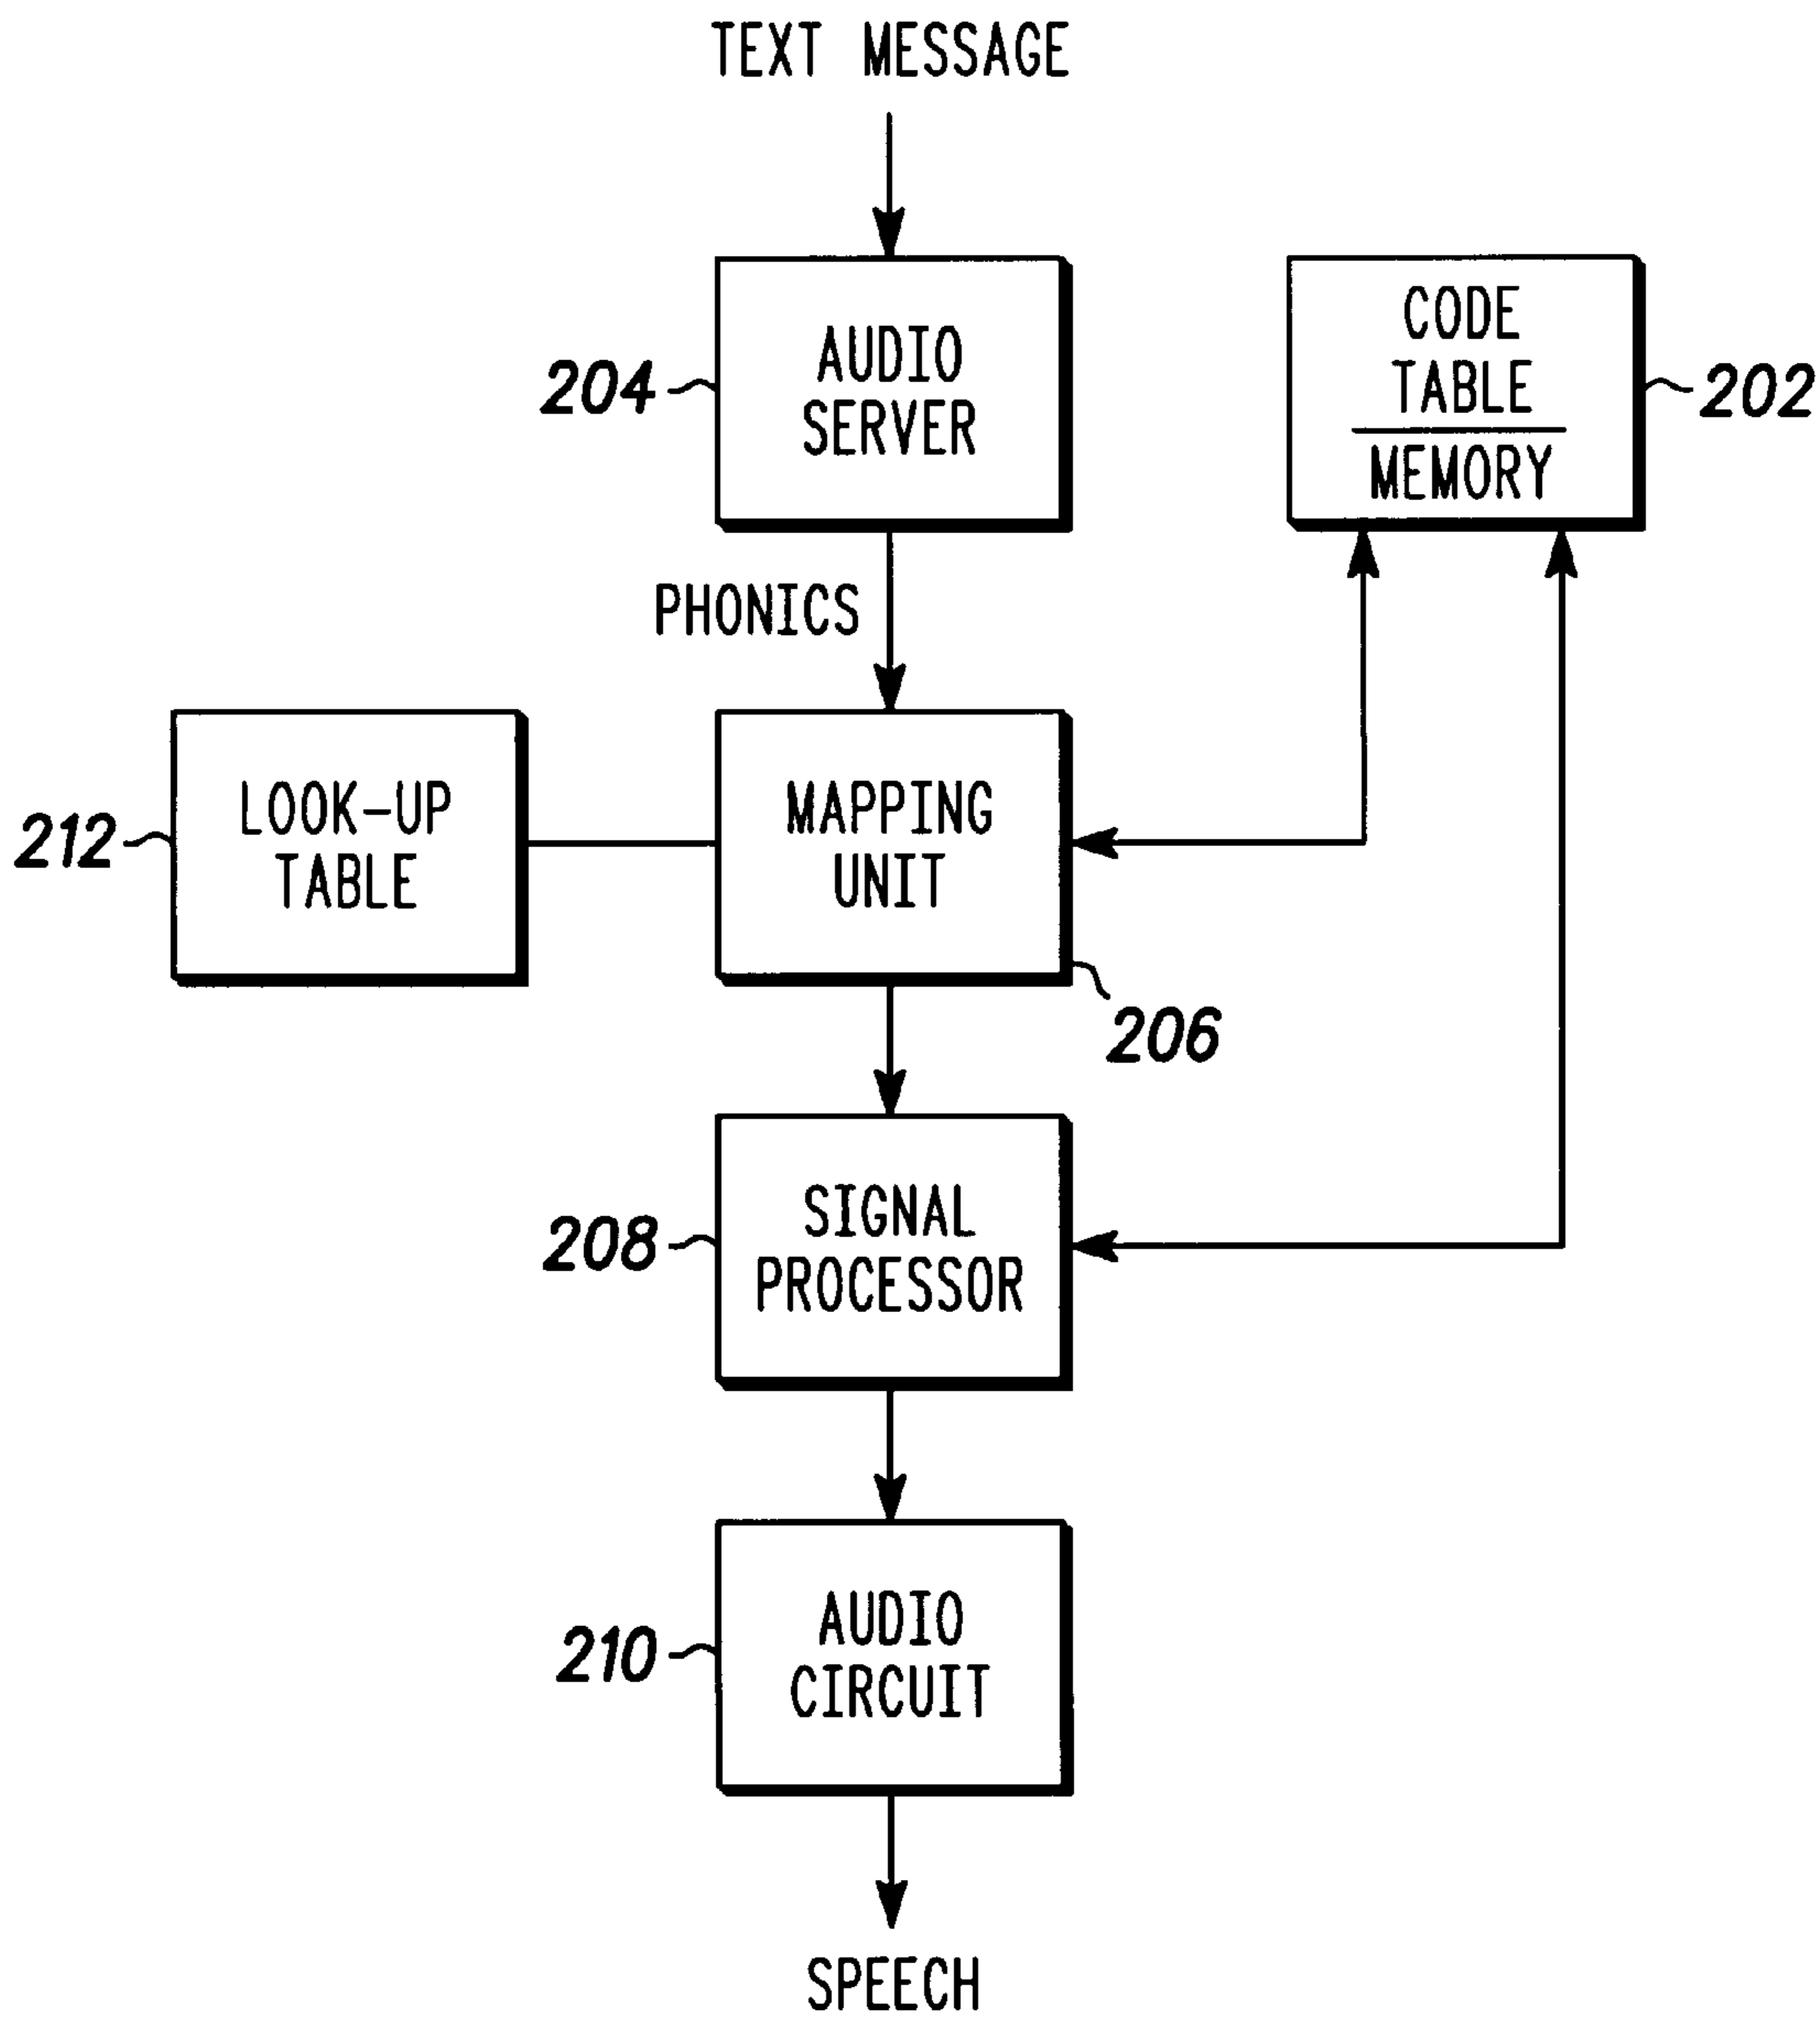 TEXT MESSAGE
204
AUDIO
SERVER
CODE
TABLE
MEMORY
202
PHONICS
212
LOOK-UP
TABLE
MAPPING
UNIT
206
208
SIGNAL
PROCESSOR
210
AUDIO
CIRCUIT
SPEECH